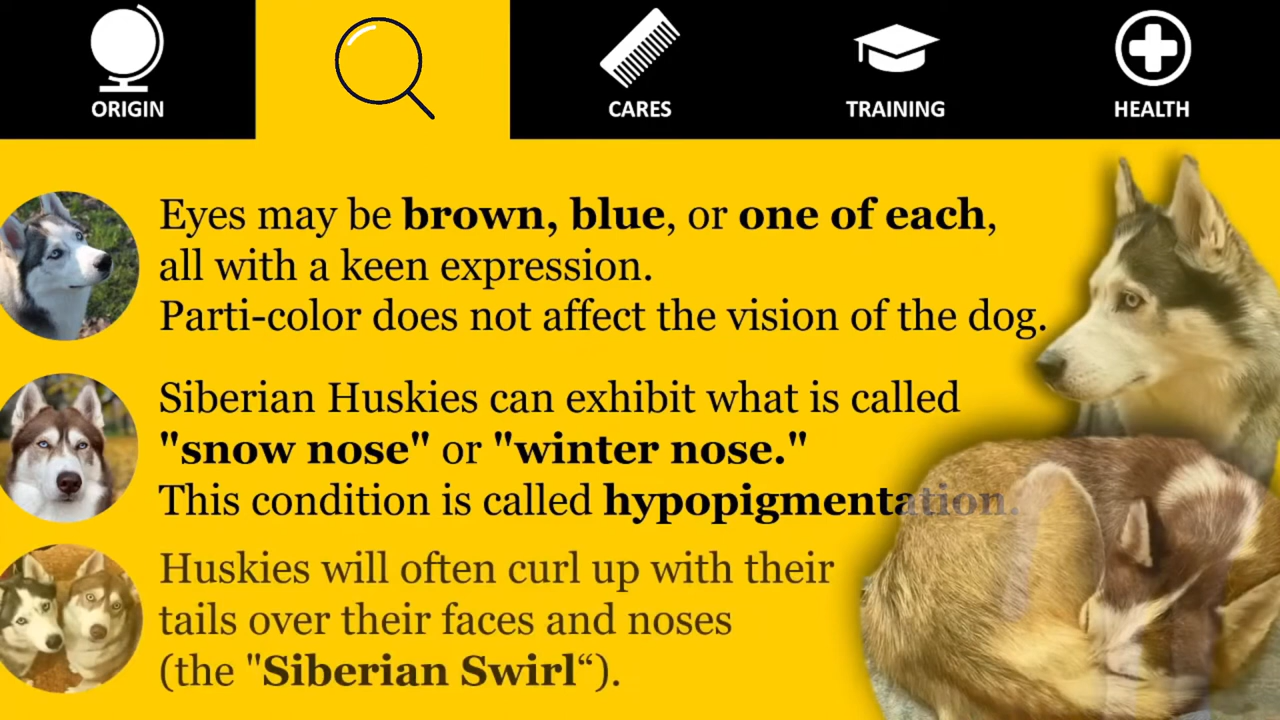 ORIGIN
CARES
TRAINING
HEALTH
Eyes may be brown, blue, or one of each,
all with a keen expression.
Parti-color does not affect the vision of the dog.
Siberian Huskies can exhibit what is called
"snow nose" or "winter nose."
This condition is called hypopigmentation.
Huskies will often curl up with their
tails over their faces and noses
(the "Siberian Swirl“).